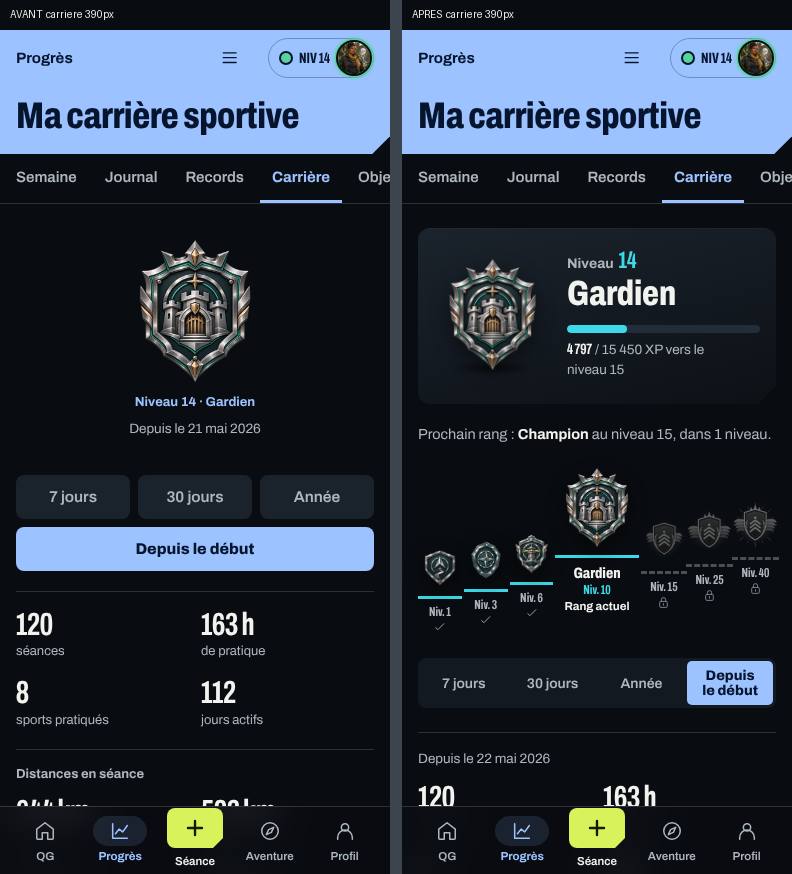 AVANT carriere 390px
Progrès
NIV 14
Ma carrière sportive
Semaine Journal Records Carrière Obje
Niveau 14 · Gardien
Depuis le 21 mai 2026
7 jours 30 jours Année
Depuis le début
120 163 h
séances de pratique
8 112
sports pratiqués jours actifs
Distances en séance
QG Progrès Séance Aventure Profil
APRES carriere 390px
Progrès
NIV 14
Ma carrière sportive
Semaine Journal Records Carrière Obje
Niveau 14
Gardien
4 797 / 15 450 XP vers le
niveau 15
Prochain rang : Champion au niveau 15, dans 1 niveau.
Niv. 1 Niv. 3 Niv. 6 Gardien Niv. 15 Niv. 25 Niv. 40
Niv. 10
Rang actuel
7 jours 30 jours Année Depuis
le début
Depuis le 22 mai 2026
120 163 h
QG Progrès Séance Aventure Profil